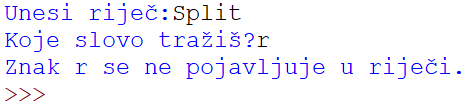 Unesi riječ:Split
Koje slovo tražiš?r
Znak r se ne pojavljuje u riječi.
>>>